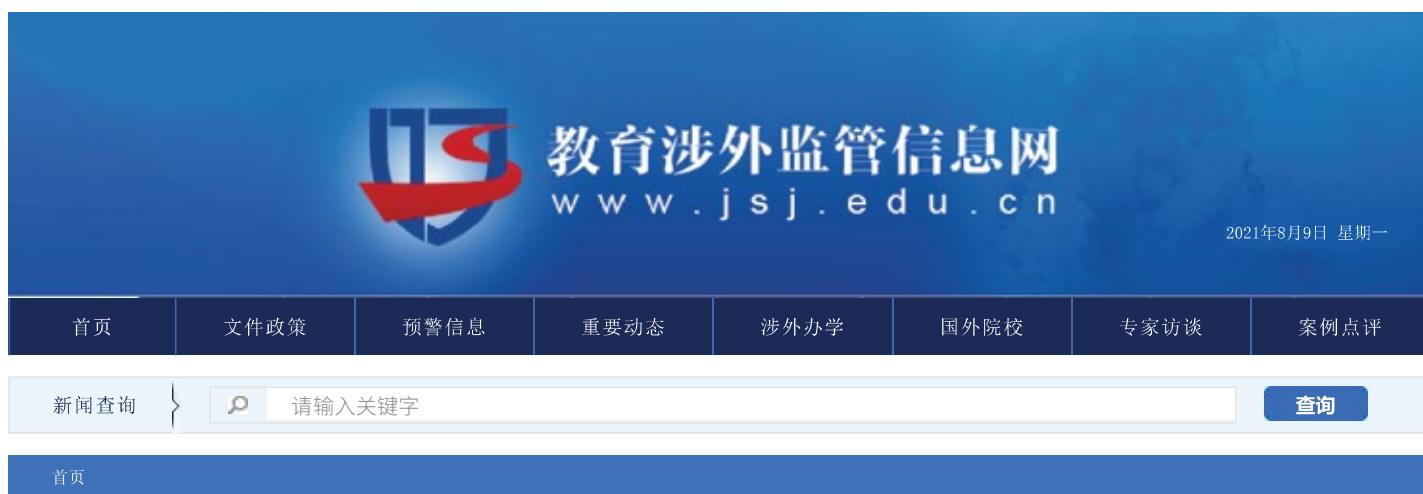 教育涉外监管信息网
www.jsj.edu.cn
2021年8月9日 星期一
首页 文件政策 预警信息 重要动态 涉外办学 国外院校 专家访谈 案例点评
新闻查询 请输入关键字 查询
首页